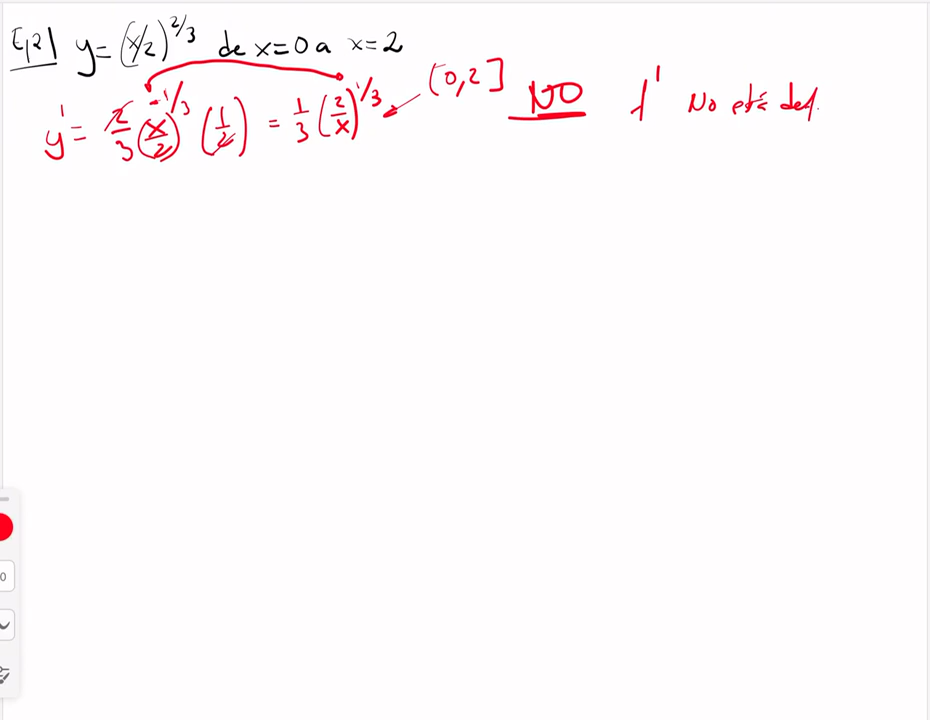 E,2| y = (x/2)^{2/3} de x=0 a x=2
y' = 2/3 (x/2)^{-1/3} (1/2) = 1/3 (2/x)^{1/3} [0,2] NO f' No está def.